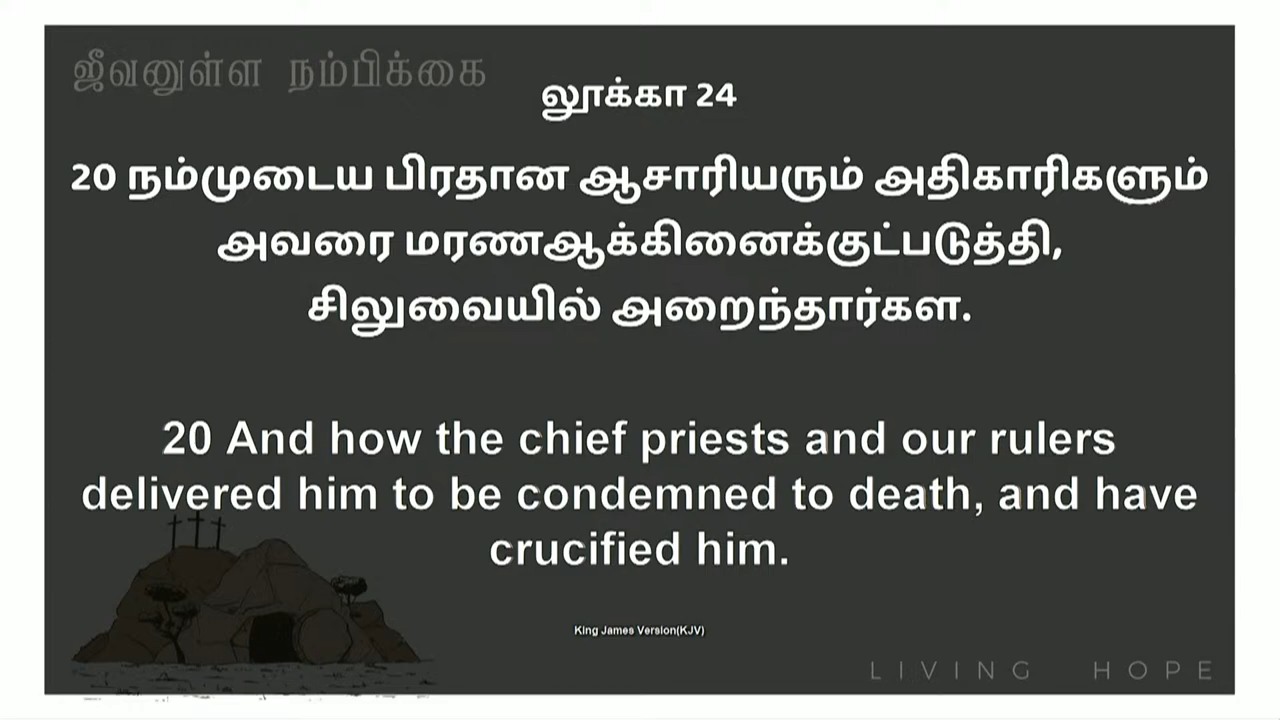 ஜீவனுள்ள நம்பிக்கை
லூக்கா 24
20 நம்முடைய பிரதான ஆசாரியரும் அதிகாரிகளும்
அவரை மரணஆக்கினைக்குட்படுத்தி,
சிலுவையில் அறைந்தார்கள.
20 And how the chief priests and our rulers
delivered him to be condemned to death, and have
crucified him.
King James Version(KJV)
LIVING HOPE